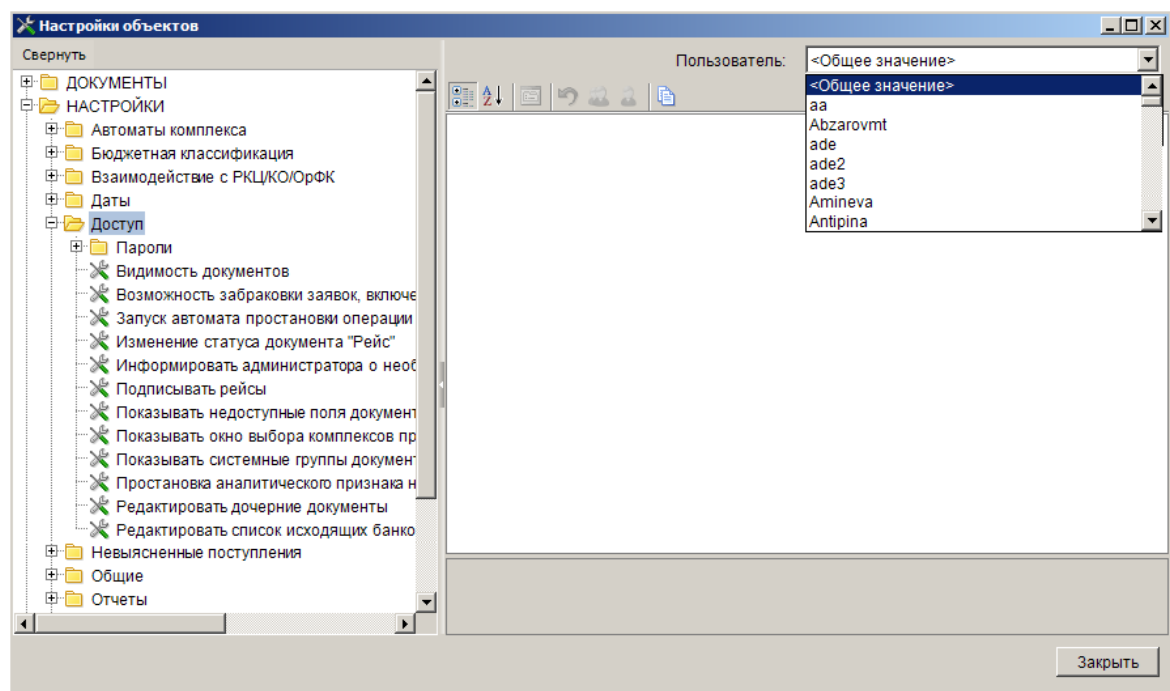 Настройки объектов
Свернуть
Пользователь:
<Общее значение>
<Общее значение>
aa
Abzarovmt
ade
ade2
ade3
Amineva
Antipina
ДОКУМЕНТЫ
НАСТРОЙКИ
Автоматы комплекса
Бюджетная классификация
Взаимодействие с РКЦ/КО/ОрФК
Даты
Доступ
Пароли
Видимость документов
Возможность забраковки заявок, включе
Запуск автомата простановки операции
Изменение статуса документа "Рейс"
Информировать администратора о необ
Подписывать рейсы
Показывать недоступные поля документ
Показывать окно выбора комплексов пр
Показывать системные группы документ
Простановка аналитического признака н
Редактировать дочерние документы
Редактировать список исходящих банко
Невыясненные поступления
Общие
Отчеты
Закрыть